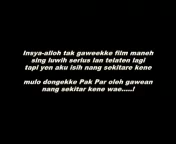 Insya-alloh tak gaweekke film maneh
sing luwih serius lan telaten lagi
tapi yen aku isih nang sekitare kene
mulo dongekke Pak Par oleh gawean
nang sekitar kene wae.....!